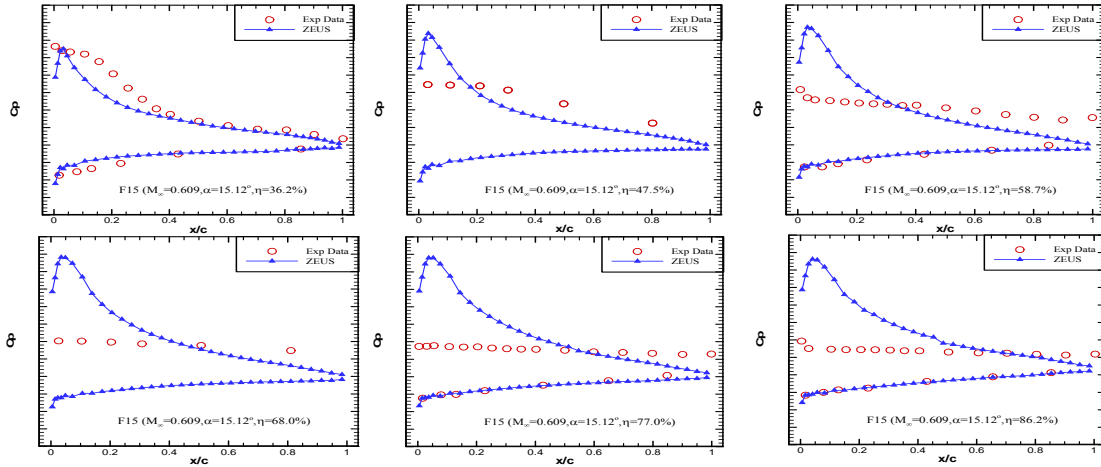 Exp Data
ZEUS
Cp
F15 (M∞=0.609,α=15.12°,η=36.2%)
0 0.2 0.4 0.6 0.8 1
x/c
Exp Data
ZEUS
Cp
F15 (M∞=0.609,α=15.12°,η=47.5%)
0 0.2 0.4 0.6 0.8 1
x/c
Exp Data
ZEUS
Cp
F15 (M∞=0.609,α=15.12°,η=58.7%)
0 0.2 0.4 0.6 0.8 1
x/c
Exp Data
ZEUS
Cp
F15 (M∞=0.609,α=15.12°,η=68.0%)
0 0.2 0.4 0.6 0.8 1
x/c
Exp Data
ZEUS
Cp
F15 (M∞=0.609,α=15.12°,η=77.0%)
0 0.2 0.4 0.6 0.8 1
x/c
Exp Data
ZEUS
Cp
F15 (M∞=0.609,α=15.12°,η=86.2%)
0 0.2 0.4 0.6 0.8 1
x/c